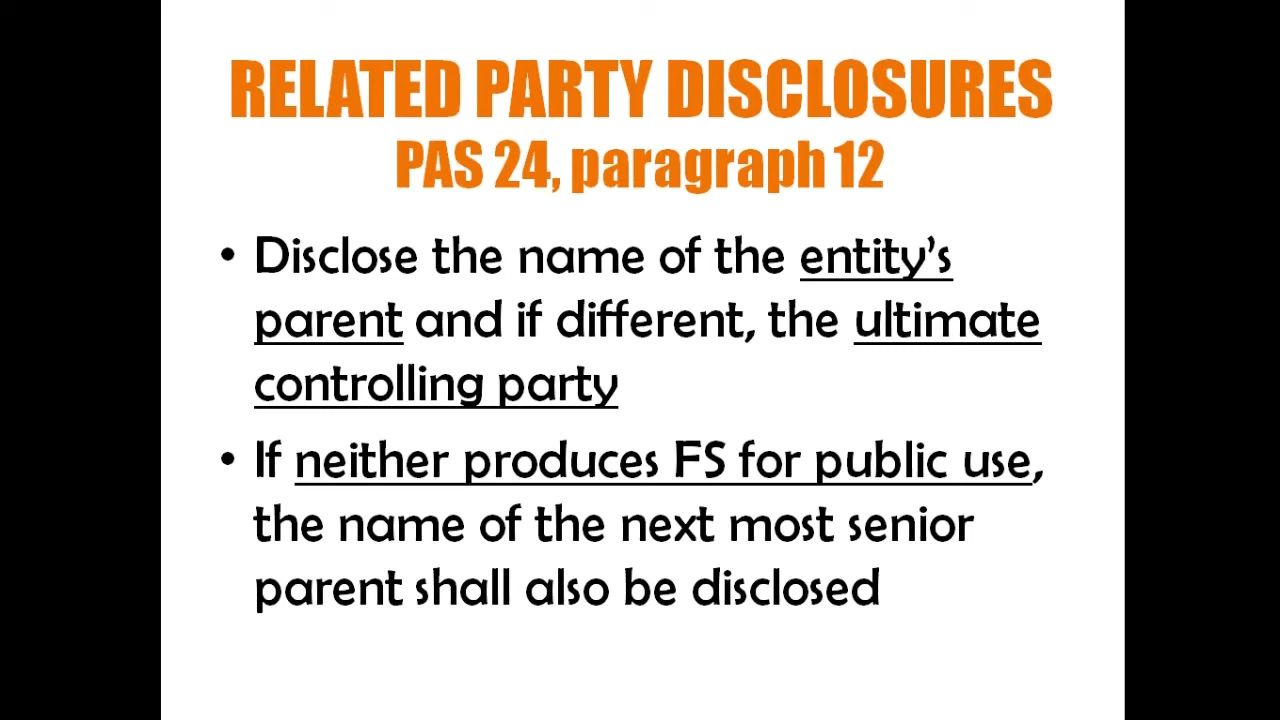 RELATED PARTY DISCLOSURES
PAS 24, paragraph 12
• Disclose the name of the entity’s
parent and if different, the ultimate
controlling party
• If neither produces FS for public use,
the name of the next most senior
parent shall also be disclosed